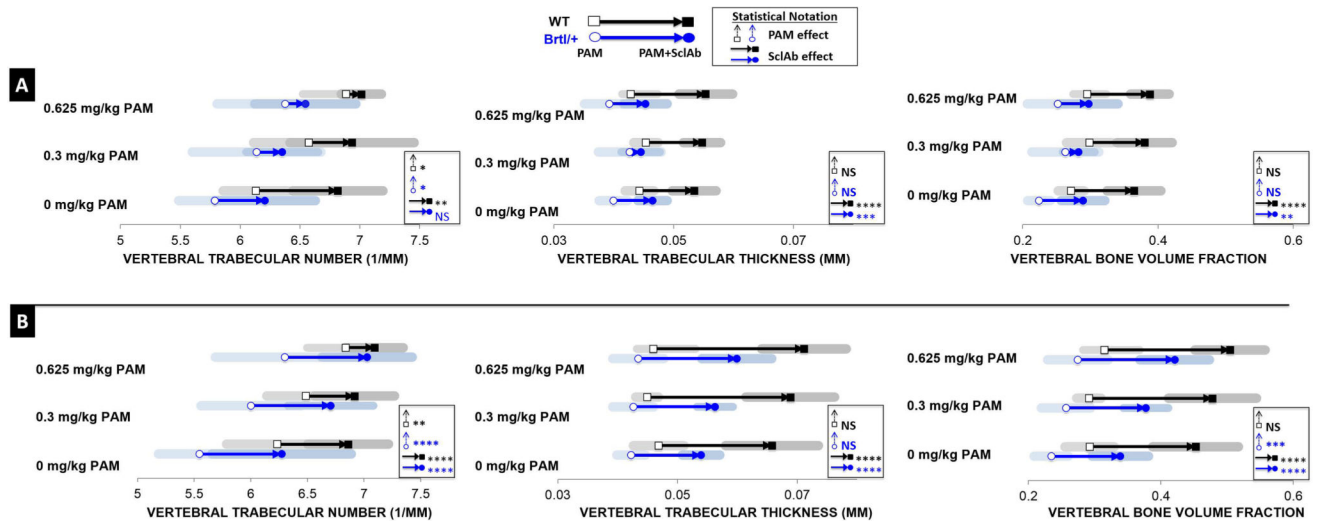 WT
Brtl/+
PAM
PAM+SclAb
Statistical Notation
PAM effect
SclAb effect
A
0.625 mg/kg PAM
0.3 mg/kg PAM
0 mg/kg PAM
*
*
**
NS
5
5.5
6
6.5
7
7.5
VERTEBRAL TRABECULAR NUMBER (1/MM)
0.625 mg/kg PAM
0.3 mg/kg PAM
0 mg/kg PAM
NS
NS
****
***
0.03
0.05
0.07
VERTEBRAL TRABECULAR THICKNESS (MM)
0.625 mg/kg PAM
0.3 mg/kg PAM
0 mg/kg PAM
NS
NS
****
**
0.2
0.4
0.6
VERTEBRAL BONE VOLUME FRACTION
B
0.625 mg/kg PAM
0.3 mg/kg PAM
0 mg/kg PAM
**
****
****
****
5
5.5
6
6.5
7
7.5
VERTEBRAL TRABECULAR NUMBER (1/MM)
0.625 mg/kg PAM
0.3 mg/kg PAM
0 mg/kg PAM
NS
NS
****
****
0.03
0.05
0.07
VERTEBRAL TRABECULAR THICKNESS (MM)
0.625 mg/kg PAM
0.3 mg/kg PAM
0 mg/kg PAM
NS
***
****
****
0.2
0.4
0.6
VERTEBRAL BONE VOLUME FRACTION